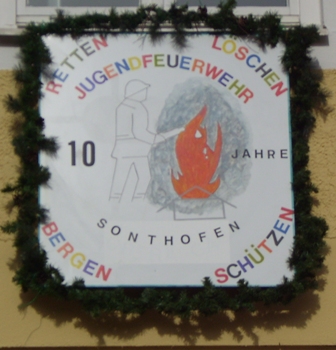 RETTEN
LÖSCHEN
JUGENDFEUERWEHR
10
JAHRE
SONTHOFEN
BERGEN
SCHÜTZEN